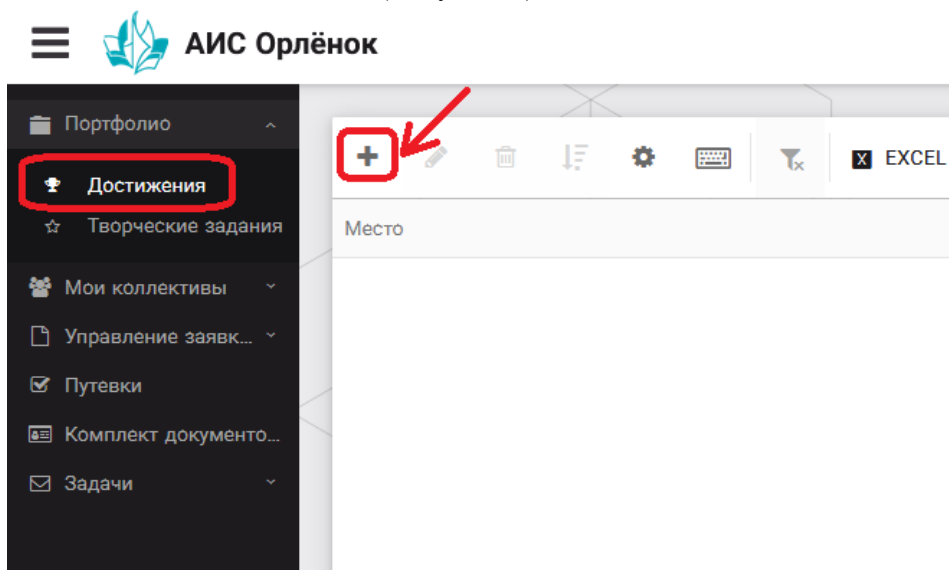 АИС Орлёнок
Портфолио
Достижения
Творческие задания
Мои коллективы
Управление заявк...
Путевки
Комплект документо...
Задачи
X EXCEL
Место